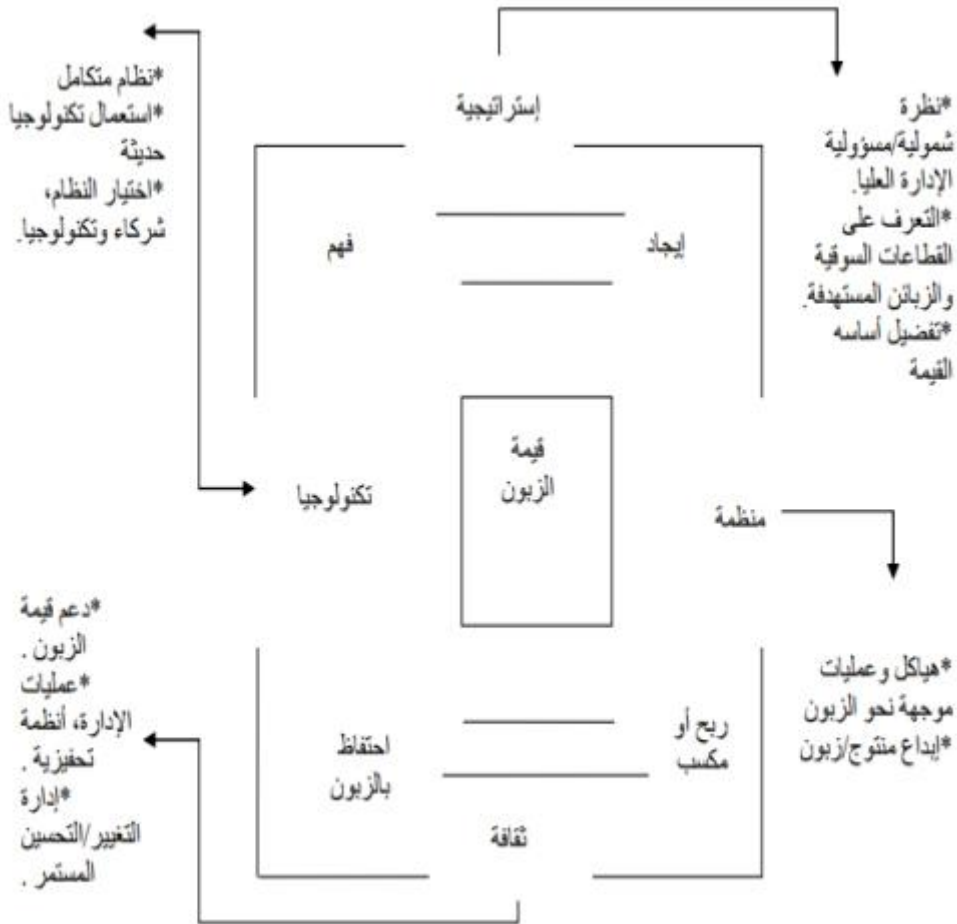 إستراتيجية
*نظرة
شمولية/مسؤولية
الإدارة العليا.
*التعرف على
القطاعات السوقية
والزبائن المستهدفة.
*تفضيل أساسه
القيمة
*نظام متكامل
*استعمال تكنولوجيا
حديثة
*اختيار النظام،
شركاء وتكنولوجيا.
إيجاد
فهم
قيمة
الزبون
منظمة
تكنولوجيا
*هياكل وعمليات
موجهة نحو الزبون
*إبداع منتوج/زبون
*دعم قيمة
الزبون .
*عمليات
الإدارة، أنظمة
تحفيزية .
*إدارة
التغيير/التحسين
المستمر .
ربح أو
مكسب
احتفاظ
بالزبون
ثقافة